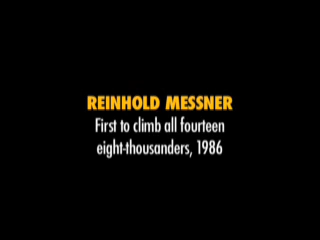 REINHOLD MESSNER
First to climb all fourteen
eight-thousanders, 1986